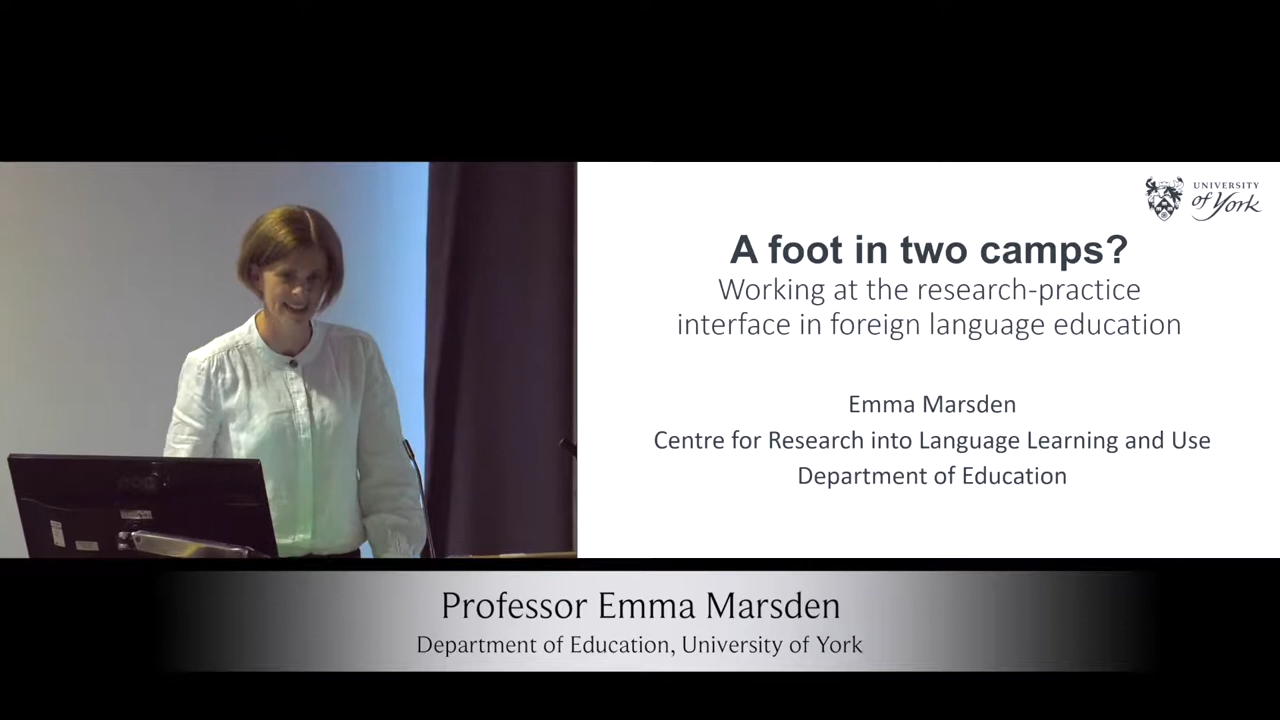 UNIVERSITY
of York
A foot in two camps?
Working at the research-practice
interface in foreign language education
Emma Marsden
Centre for Research into Language Learning and Use
Department of Education
Professor Emma Marsden
Department of Education, University of York